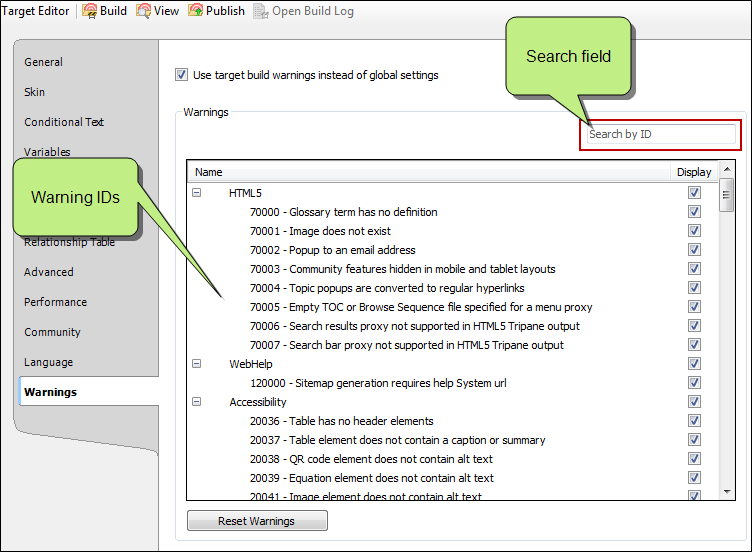 Target Editor Build View Publish Open Build Log
General
Skin
Conditional Text
Variables
Relationship Table
Advanced
Performance
Community
Language
Warnings
Warning IDs
Search field
Use target build warnings instead of global settings
Warnings
Search by ID
Name Display
HTML5
70000 - Glossary term has no definition
70001 - Image does not exist
70002 - Popup to an email address
70003 - Community features hidden in mobile and tablet layouts
70004 - Topic popups are converted to regular hyperlinks
70005 - Empty TOC or Browse Sequence file specified for a menu proxy
70006 - Search results proxy not supported in HTML5 Tripane output
70007 - Search bar proxy not supported in HTML5 Tripane output
WebHelp
120000 - Sitemap generation requires help System url
Accessibility
20036 - Table has no header elements
20037 - Table element does not contain a caption or summary
20038 - QR code element does not contain alt text
20039 - Equation element does not contain alt text
20041 - Image element does not contain alt text
Reset Warnings